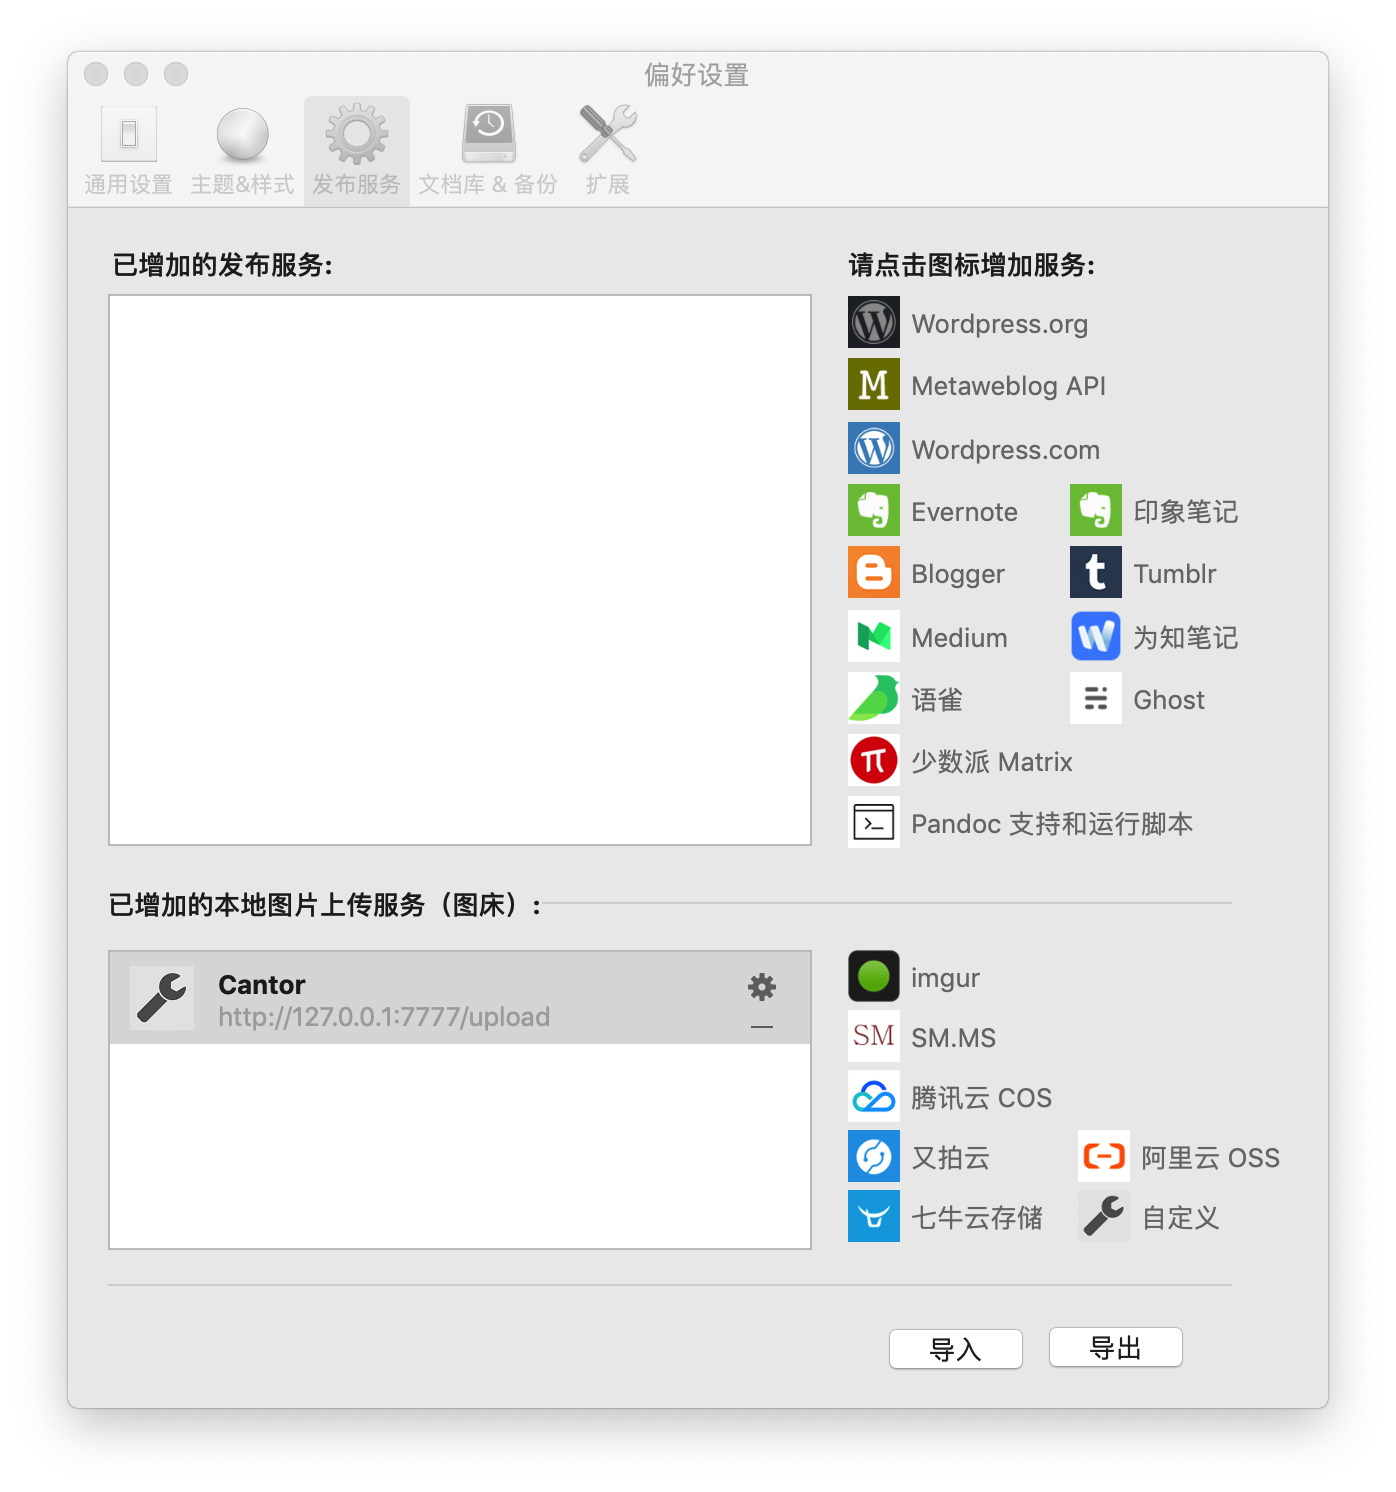 偏好设置
通用设置
主题&样式
发布服务
文档库 & 备份
扩展
已增加的发布服务:
请点击图标增加服务:
Wordpress.org
M
Metaweblog API
Wordpress.com
Evernote
印象笔记
Blogger
t
Tumblr
Medium
为知笔记
语雀
Ghost
少数派 Matrix
Pandoc 支持和运行脚本
已增加的本地图片上传服务（图床）:
Cantor
http://127.0.0.1:7777/upload
imgur
SM
SM.MS
腾讯云 COS
又拍云
阿里云 OSS
七牛云存储
自定义
导入
导出